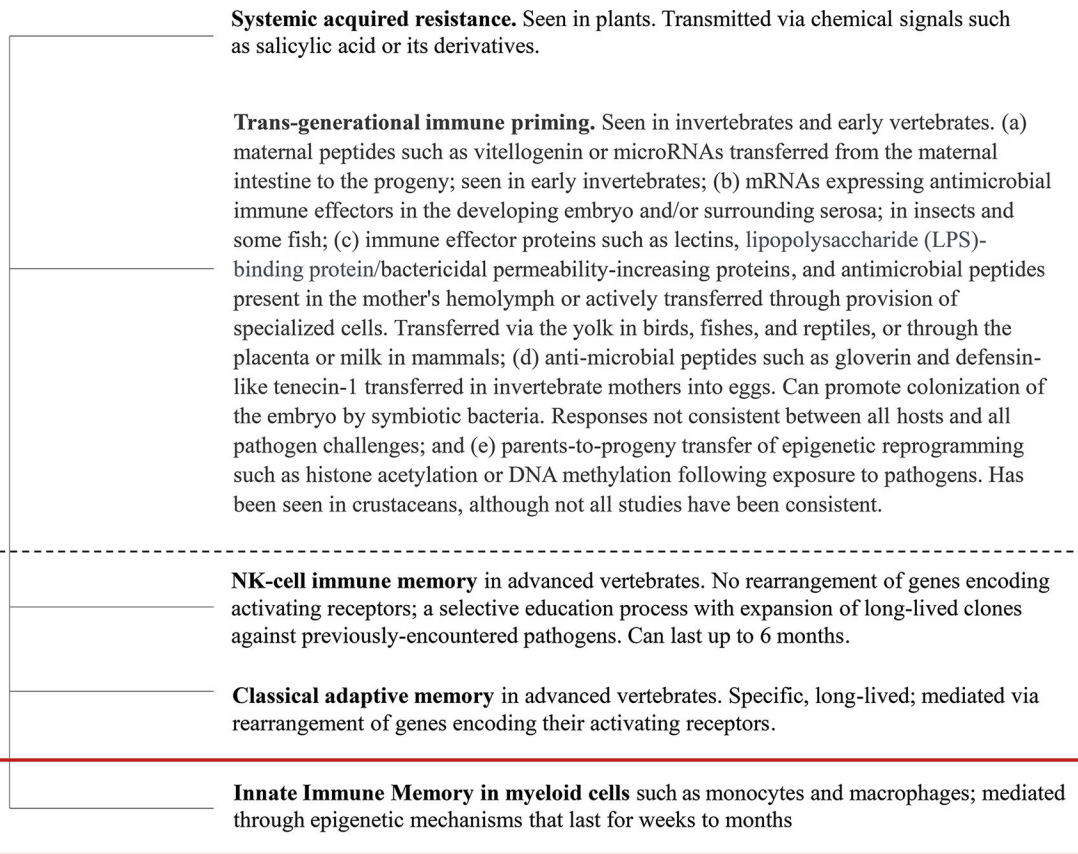 Systemic acquired resistance. Seen in plants. Transmitted via chemical signals such
as salicylic acid or its derivatives.
Trans-generational immune priming. Seen in invertebrates and early vertebrates. (a)
maternal peptides such as vitellogenin or microRNAs transferred from the maternal
intestine to the progeny; seen in early invertebrates; (b) mRNAs expressing antimicrobial
immune effectors in the developing embryo and/or surrounding serosa; in insects and
some fish; (c) immune effector proteins such as lectins, lipopolysaccharide (LPS)-
binding protein/bactericidal permeability-increasing proteins, and antimicrobial peptides
present in the mother's hemolymph or actively transferred through provision of
specialized cells. Transferred via the yolk in birds, fishes, and reptiles, or through the
placenta or milk in mammals; (d) anti-microbial peptides such as gloverin and defensin-
like tenecin-1 transferred in invertebrate mothers into eggs. Can promote colonization of
the embryo by symbiotic bacteria. Responses not consistent between all hosts and all
pathogen challenges; and (e) parents-to-progeny transfer of epigenetic reprogramming
such as histone acetylation or DNA methylation following exposure to pathogens. Has
been seen in crustaceans, although not all studies have been consistent.
NK-cell immune memory in advanced vertebrates. No rearrangement of genes encoding
activating receptors; a selective education process with expansion of long-lived clones
against previously-encountered pathogens. Can last up to 6 months.
Classical adaptive memory in advanced vertebrates. Specific, long-lived; mediated via
rearrangement of genes encoding their activating receptors.
Innate Immune Memory in myeloid cells such as monocytes and macrophages; mediated
through epigenetic mechanisms that last for weeks to months